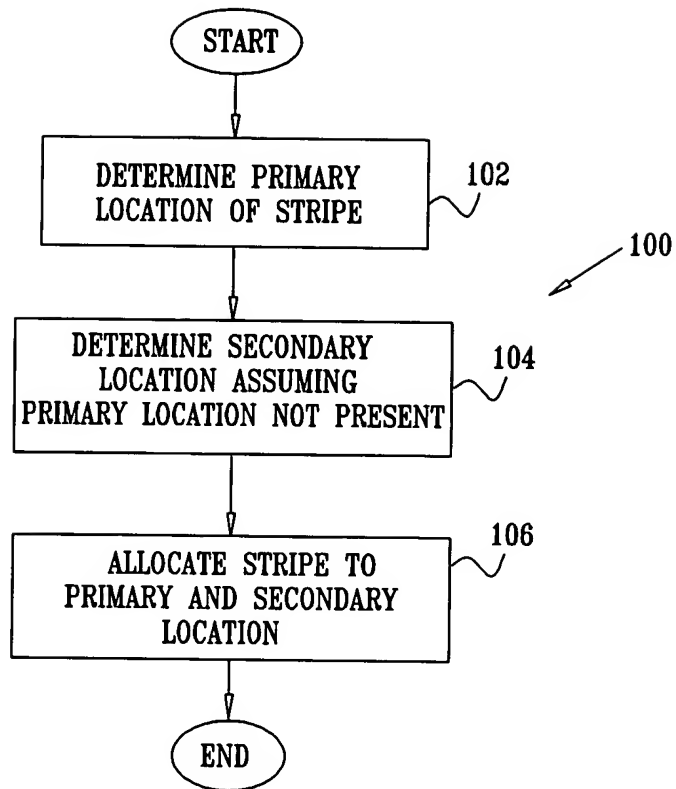 START
DETERMINE PRIMARY
LOCATION OF STRIPE
102
100
DETERMINE SECONDARY
LOCATION ASSUMING
PRIMARY LOCATION NOT PRESENT
104
106
ALLOCATE STRIPE TO
PRIMARY AND SECONDARY
LOCATION
END